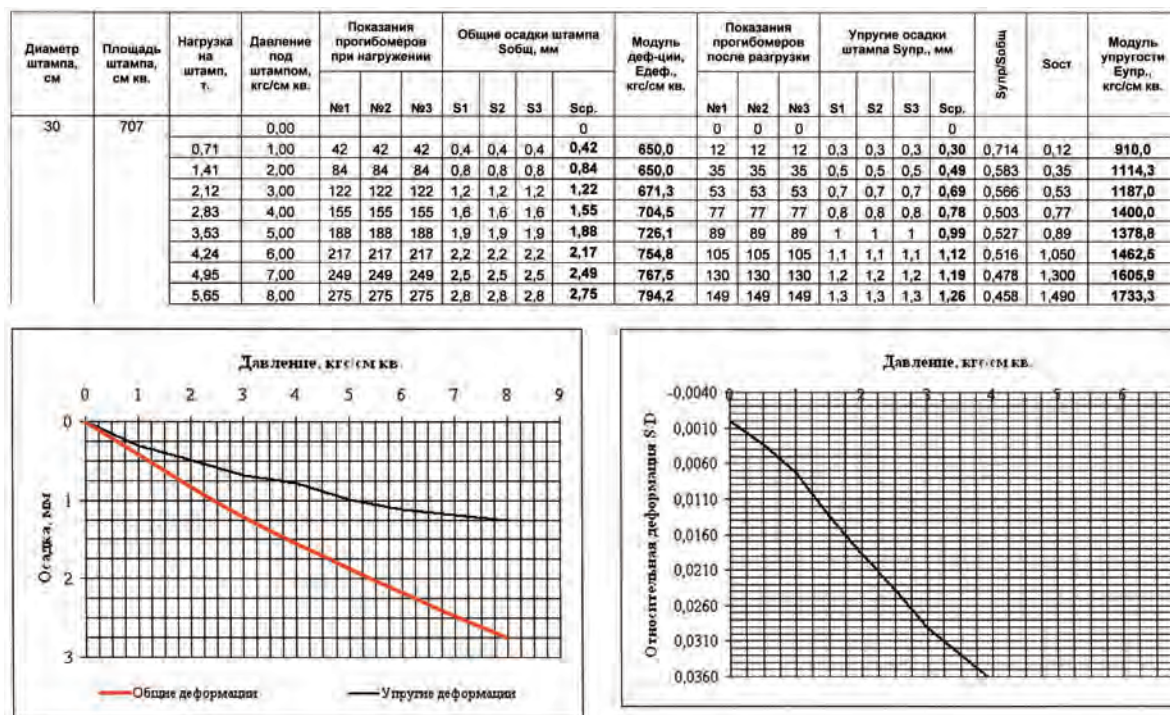 Диаметр штампа, см | Площадь штампа, см кв. | Нагрузка на штамп, т. | Давление под штампом, кгс/см кв. | Показания прогибомеров при нагружении | Общие осадки штампа Sобщ, мм | Модуль деф-ции, Едеф., кгс/см кв. | Показания прогибомеров после разгрузки | Упругие осадки штампа Sупр., мм | Sупр/Sобщ | Sост | Модуль упругости Eупр., кгс/см кв.
№1 | №2 | №3 | S1 | S2 | S3 | Sср. | №1 | №2 | №3 | S1 | S2 | S3 | Sср.
30 | 707 | 0,00 | 0 | 0 | 0 | 0 | 0
0,71 | 1,00 | 42 | 42 | 42 | 0,4 | 0,4 | 0,4 | 0,42 | 650,0 | 12 | 12 | 12 | 0,3 | 0,3 | 0,3 | 0,30 | 0,714 | 0,12 | 910,0
1,41 | 2,00 | 84 | 84 | 84 | 0,8 | 0,8 | 0,8 | 0,84 | 650,0 | 35 | 35 | 35 | 0,5 | 0,5 | 0,5 | 0,49 | 0,583 | 0,35 | 1114,3
2,12 | 3,00 | 122 | 122 | 122 | 1,2 | 1,2 | 1,2 | 1,22 | 671,3 | 53 | 53 | 53 | 0,7 | 0,7 | 0,7 | 0,69 | 0,566 | 0,53 | 1187,0
2,83 | 4,00 | 155 | 155 | 155 | 1,6 | 1,6 | 1,6 | 1,55 | 704,5 | 77 | 77 | 77 | 0,8 | 0,8 | 0,8 | 0,78 | 0,503 | 0,77 | 1400,0
3,53 | 5,00 | 188 | 188 | 188 | 1,9 | 1,9 | 1,9 | 1,88 | 726,1 | 89 | 89 | 89 | 1 | 1 | 1 | 0,99 | 0,527 | 0,89 | 1378,8
4,24 | 6,00 | 217 | 217 | 217 | 2,2 | 2,2 | 2,2 | 2,17 | 754,8 | 105 | 105 | 105 | 1,1 | 1,1 | 1,1 | 1,12 | 0,516 | 1,050 | 1462,5
4,95 | 7,00 | 249 | 249 | 249 | 2,5 | 2,5 | 2,5 | 2,49 | 767,5 | 130 | 130 | 130 | 1,2 | 1,2 | 1,2 | 1,19 | 0,478 | 1,300 | 1605,9
5,65 | 8,00 | 275 | 275 | 275 | 2,8 | 2,8 | 2,8 | 2,75 | 794,2 | 149 | 149 | 149 | 1,3 | 1,3 | 1,3 | 1,26 | 0,458 | 1,490 | 1733,3
Давление, кгс/см кв.
0 1 2 3 4 5 6 7 8 9
Осадка, мм
0
1
2
3
Общие деформации
Упругие деформации
Давление, кгс/см кв.
0 1 2 3 4 5 6
Относительная деформация S/D
-0,0040
0,0010
0,0060
0,0110
0,0160
0,0210
0,0260
0,0310
0,0360